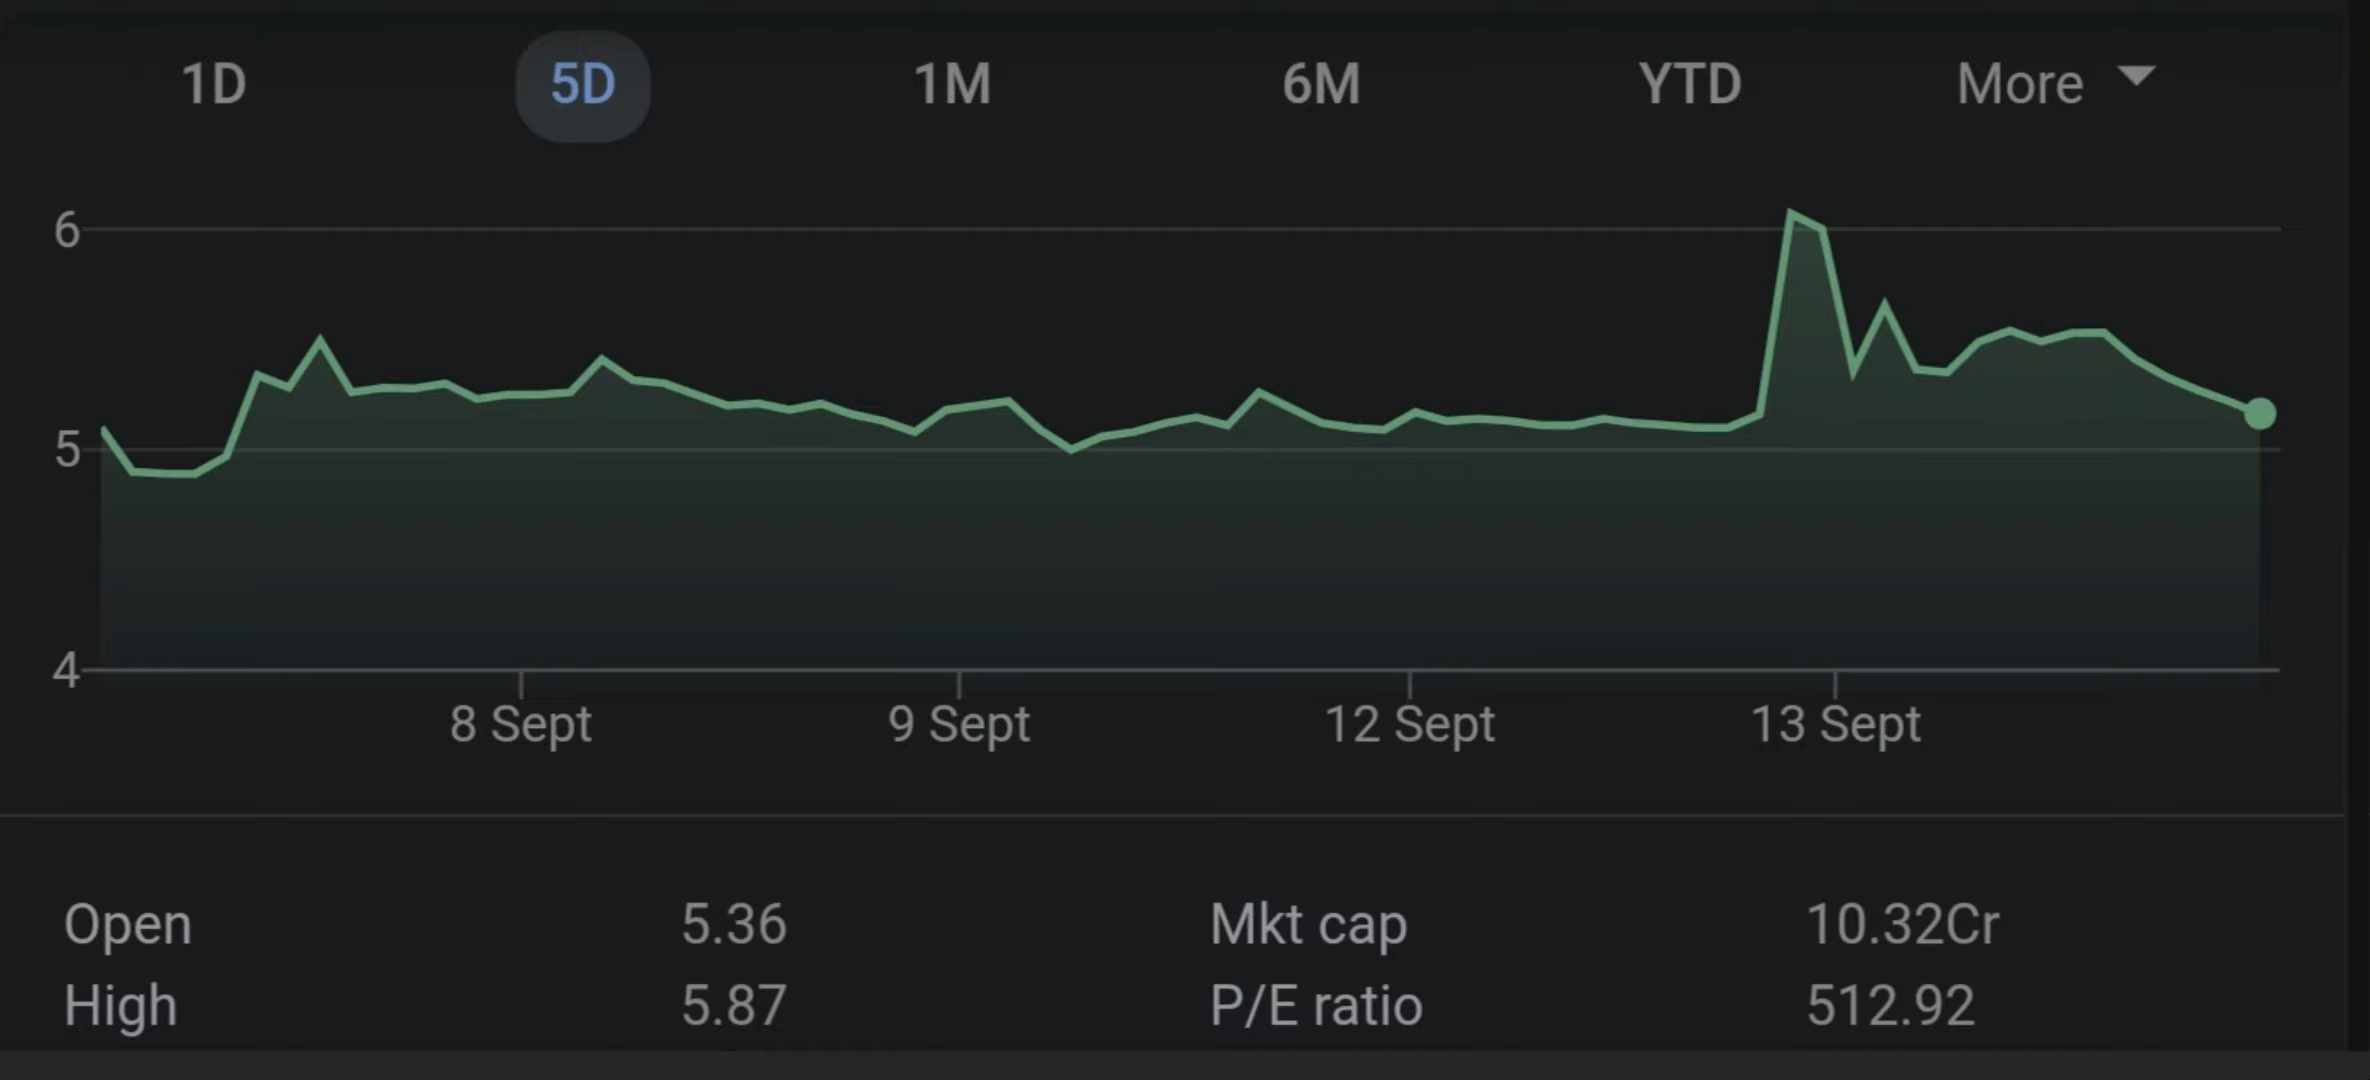 1D 5D 1M 6M YTD More
6
5
4
8 Sept 9 Sept 12 Sept 13 Sept
Open 5.36 Mkt cap 10.32Cr
High 5.87 P/E ratio 512.92